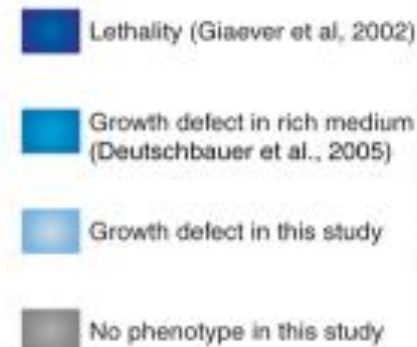 Lethality (Giaever et al, 2002)
Growth defect in rich medium
(Deutschbauer et al., 2005)
Growth defect in this study
No phenotype in this study